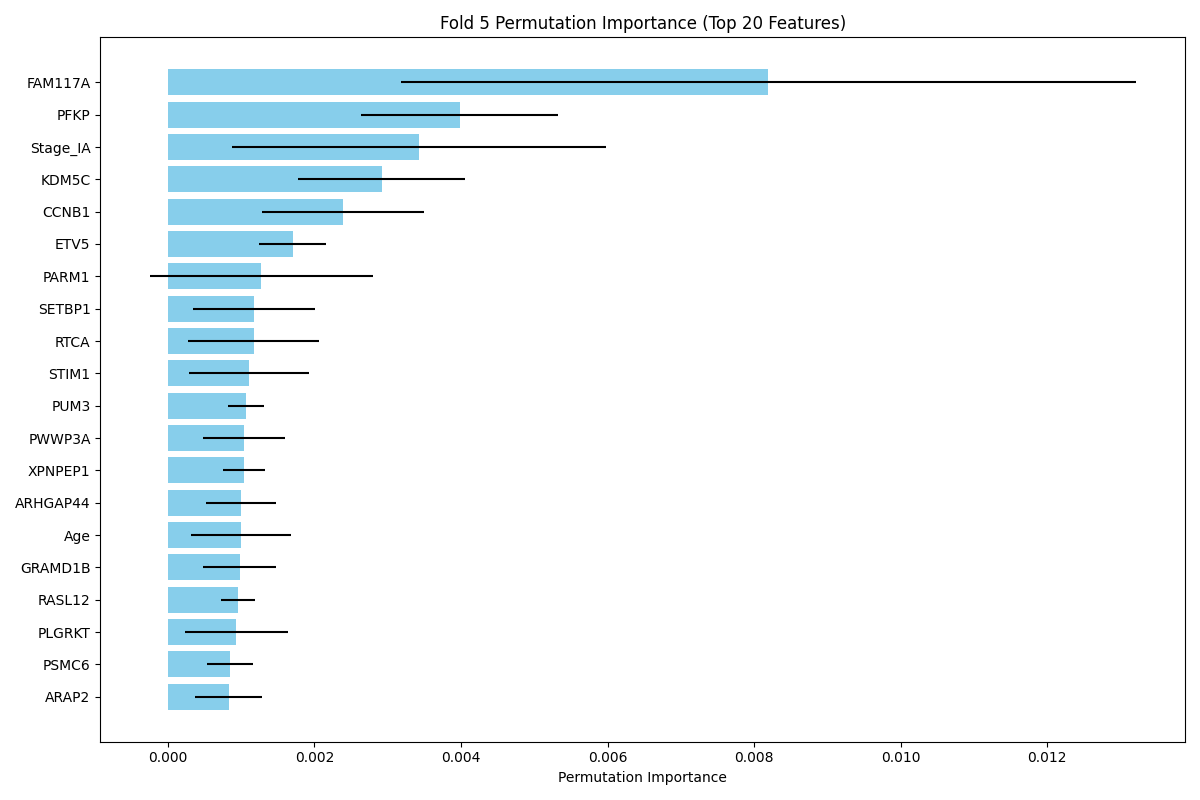 Fold 5 Permutation Importance (Top 20 Features)
FAM117A
PFKP
Stage_IA
KDM5C
CCNB1
ETV5
PARM1
SETBP1
RTCA
STIM1
PUM3
PWWP3A
XPNPEP1
ARHGAP44
Age
GRAMD1B
RASL12
PLGRKT
PSMC6
ARAP2
0.000 0.002 0.004 0.006 0.008 0.010 0.012
Permutation Importance